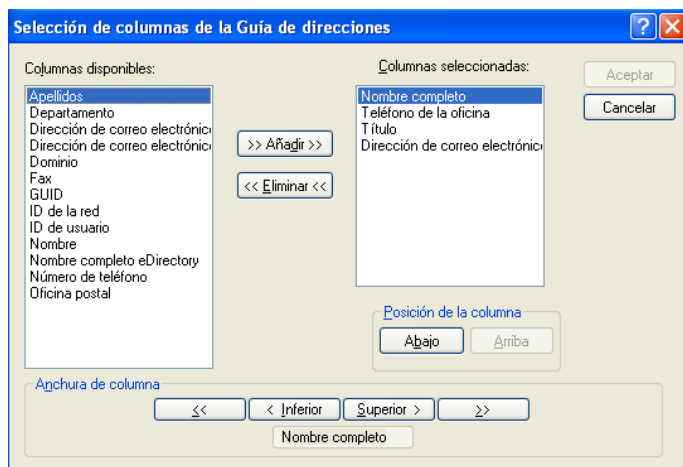 Selección de columnas de la Guía de direcciones
Columnas disponibles:
Apellidos
Departamento
Dirección de correo electrónic
Dirección de correo electrónic
Dominio
Fax
GUID
ID de la red
ID de usuario
Nombre
Nombre completo eDirectory
Número de teléfono
Oficina postal
>> Añadir >>
<< Eliminar <<
Columnas seleccionadas:
Nombre completo
Teléfono de la oficina
Título
Dirección de correo electrónic
Aceptar
Cancelar
Posición de la columna
Abajo
Arriba
Anchura de columna
<<
< Inferior
Superior >
>>
Nombre completo